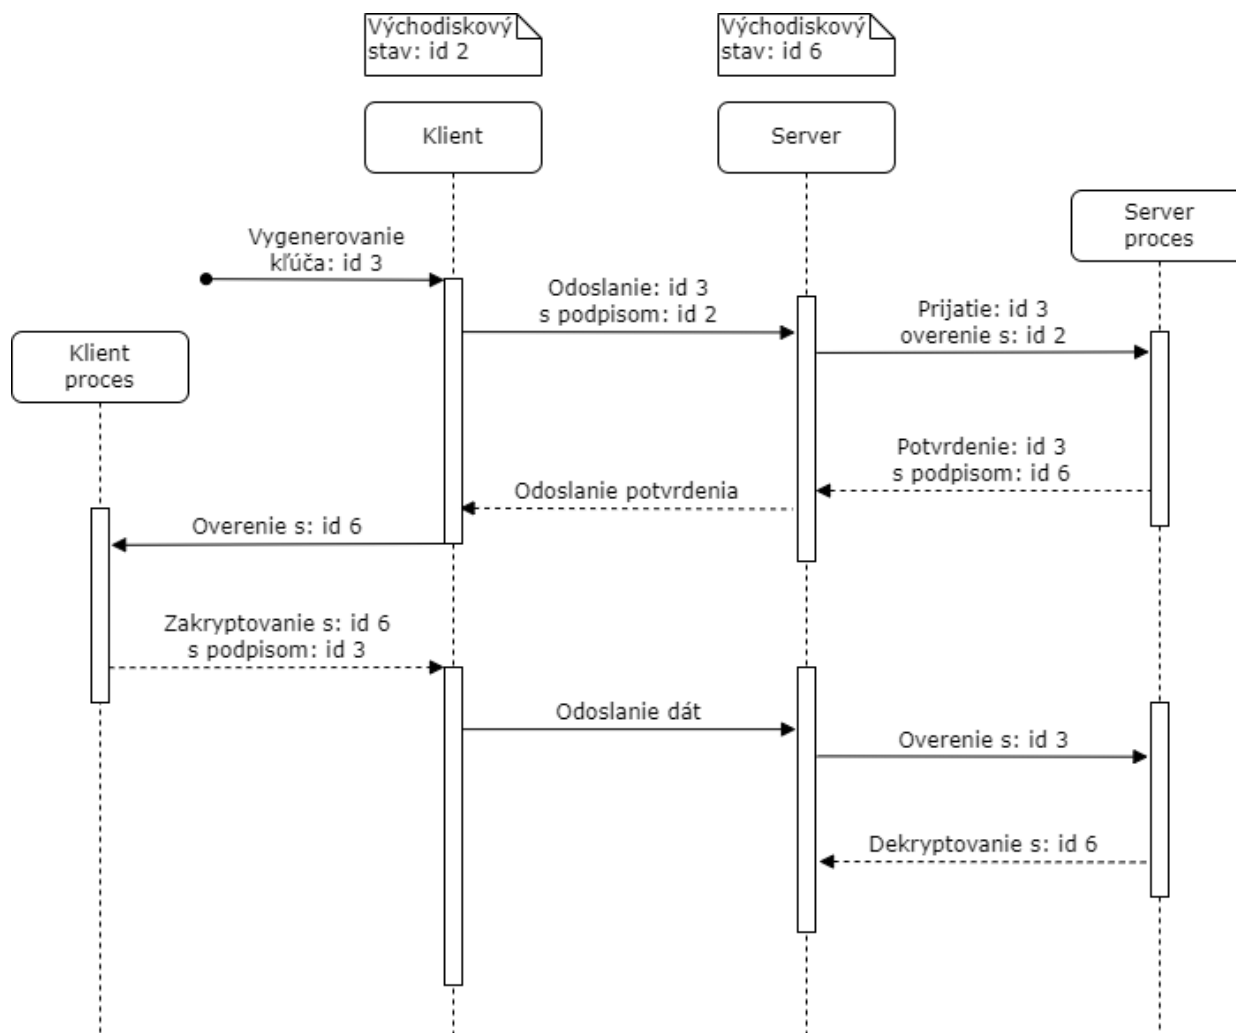 Východiskový
stav: id 2
Východiskový
stav: id 6
Klient
Server
Server
proces
Vygenerovanie
kľúča: id 3
Odoslanie: id 3
s podpisom: id 2
Prijatie: id 3
overenie s: id 2
Klient
proces
Potvrdenie: id 3
s podpisom: id 6
Odoslanie potvrdenia
Overenie s: id 6
Zakryptovanie s: id 6
s podpisom: id 3
Odoslanie dát
Overenie s: id 3
Dekryptovanie s: id 6